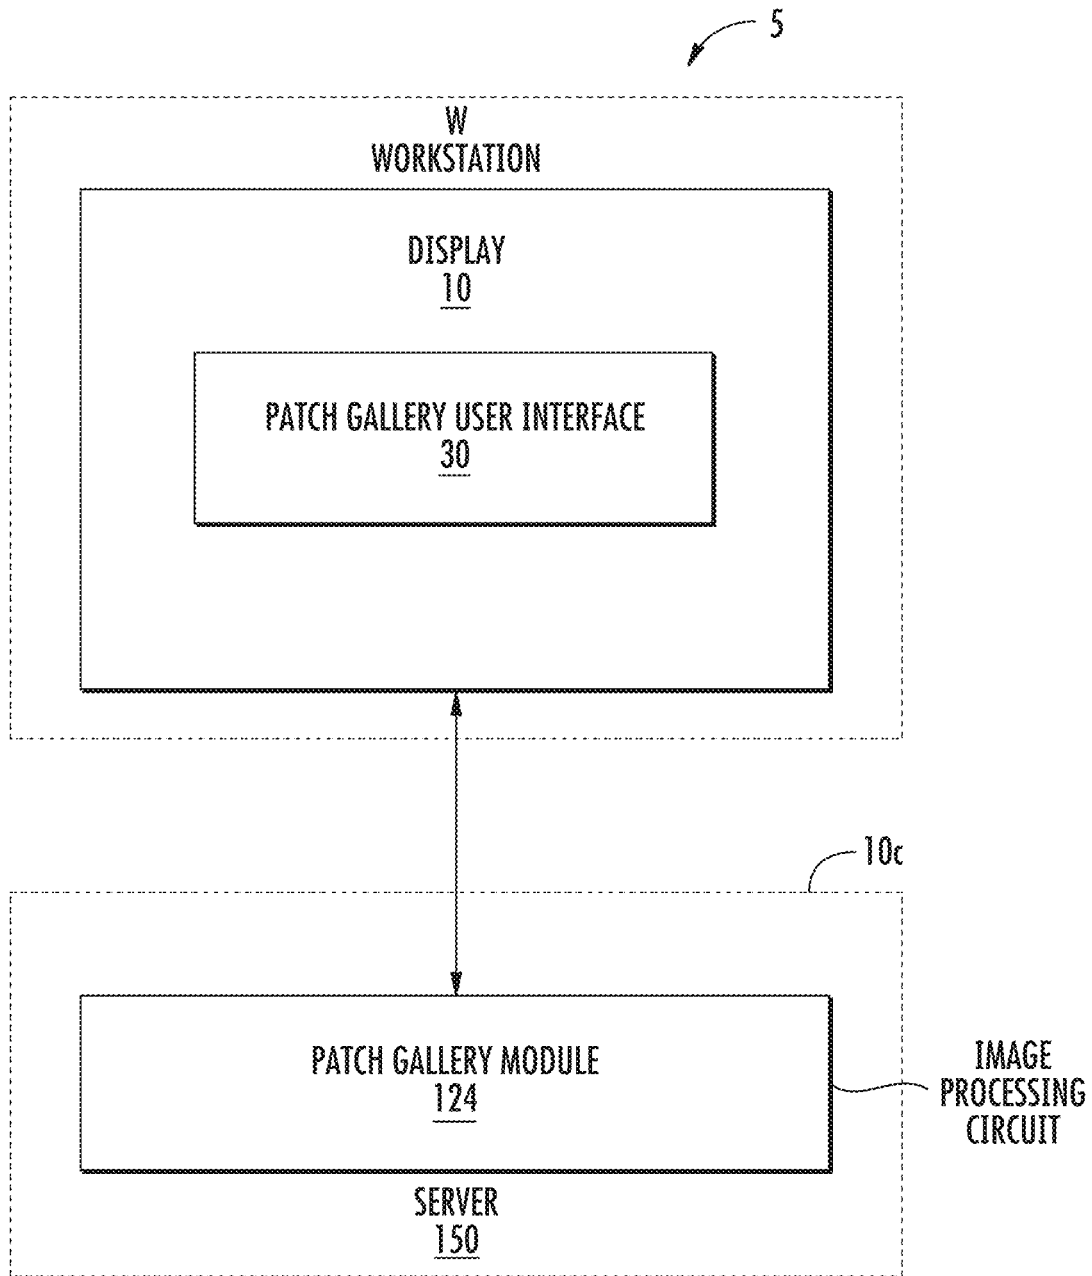 5
W
WORKSTATION
DISPLAY
10
PATCH GALLERY USER INTERFACE
30
10c
PATCH GALLERY MODULE
124
IMAGE
PROCESSING
CIRCUIT
SERVER
150